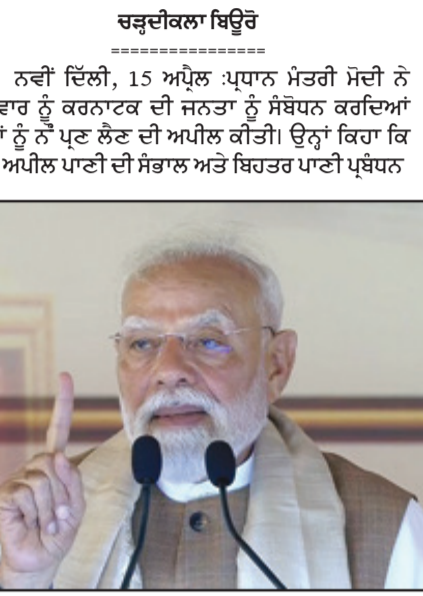 ਚੜ੍ਹਦੀਕਲਾ ਬਿਊਰੋ
================
ਨਵੀਂ ਦਿੱਲੀ, 15 ਅਪ੍ਰੈਲ :ਪ੍ਰਧਾਨ ਮੰਤਰੀ ਮੋਦੀ ਨੇ
ਵਾਰ ਨੂੰ ਕਰਨਾਟਕ ਦੀ ਜਨਤਾ ਨੂੰ ਸੰਬੋਧਨ ਕਰਦਿਆਂ
ਨੂੰ ਨੌਂ ਪ੍ਰਣ ਲੈਣ ਦੀ ਅਪੀਲ ਕੀਤੀ। ਉਨ੍ਹਾਂ ਕਿਹਾ ਕਿ
ਅਪੀਲ ਪਾਣੀ ਦੀ ਸੰਭਾਲ ਅਤੇ ਬਿਹਤਰ ਪਾਣੀ ਪ੍ਰਬੰਧਨ